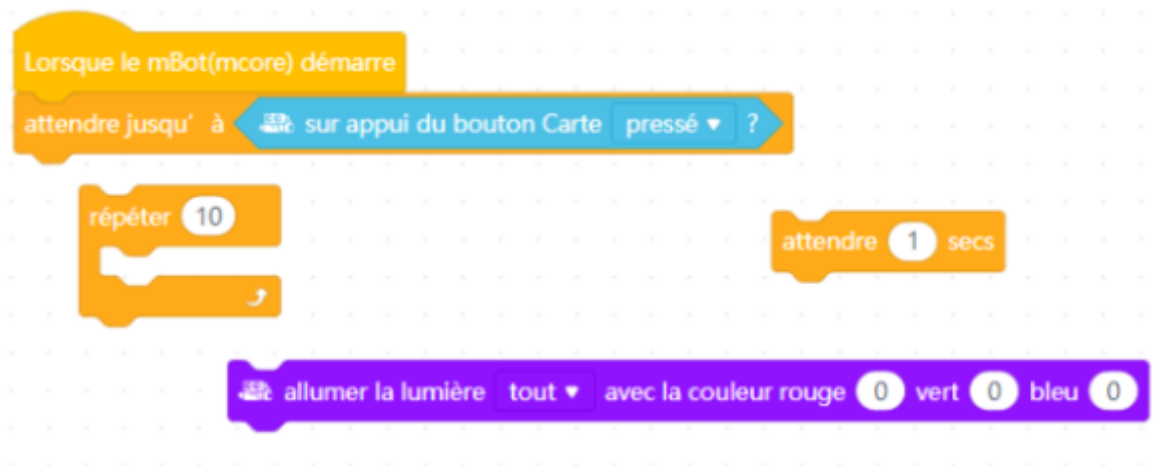 Lorsque le mBot(mcore) démarre
attendre jusqu' à sur appui du bouton Carte pressé ▾ ?
répéter 10
attendre 1 secs
allumer la lumière tout ▾ avec la couleur rouge 0 vert 0 bleu 0